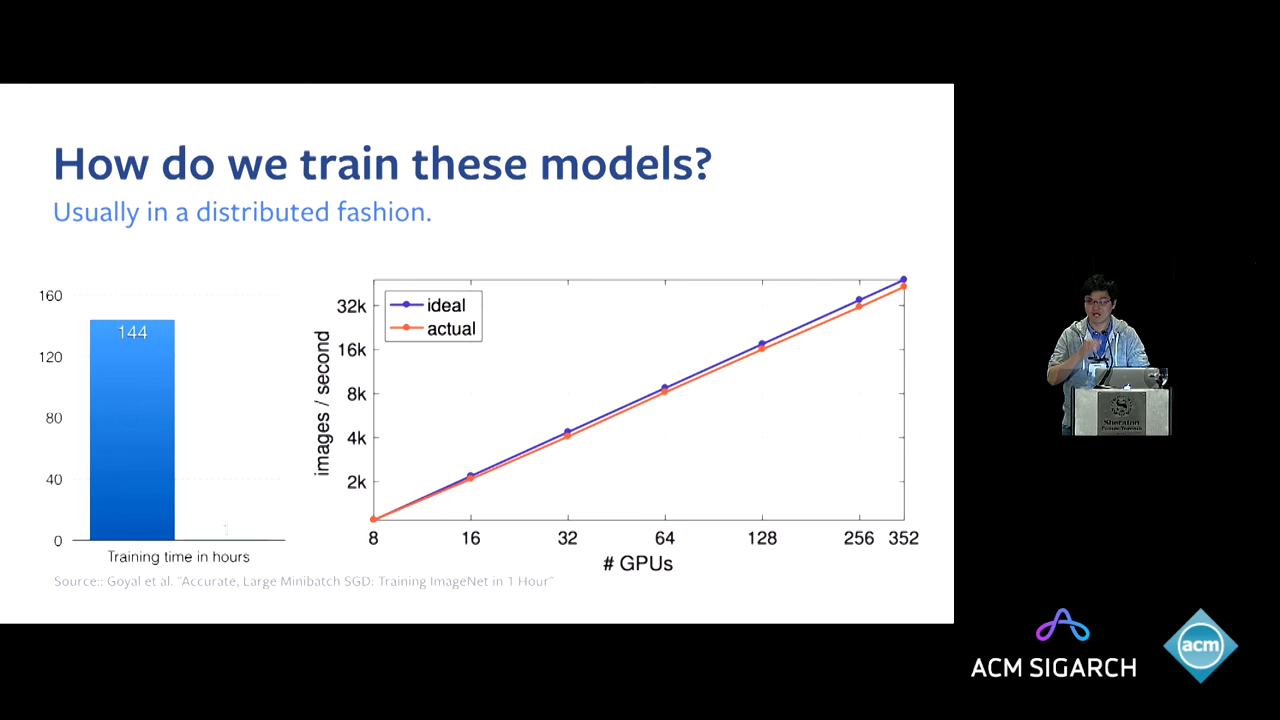 How do we train these models?
Usually in a distributed fashion.
160
120
80
40
0
144
1
Training time in hours
ideal
actual
images / second
32k
16k
8k
4k
2k
8 16 32 64 128 256 352
# GPUs
Source:: Goyal et al. "Accurate, Large Minibatch SGD: Training ImageNet in 1 Hour"
Sheraton
ACM SIGARCH
acm